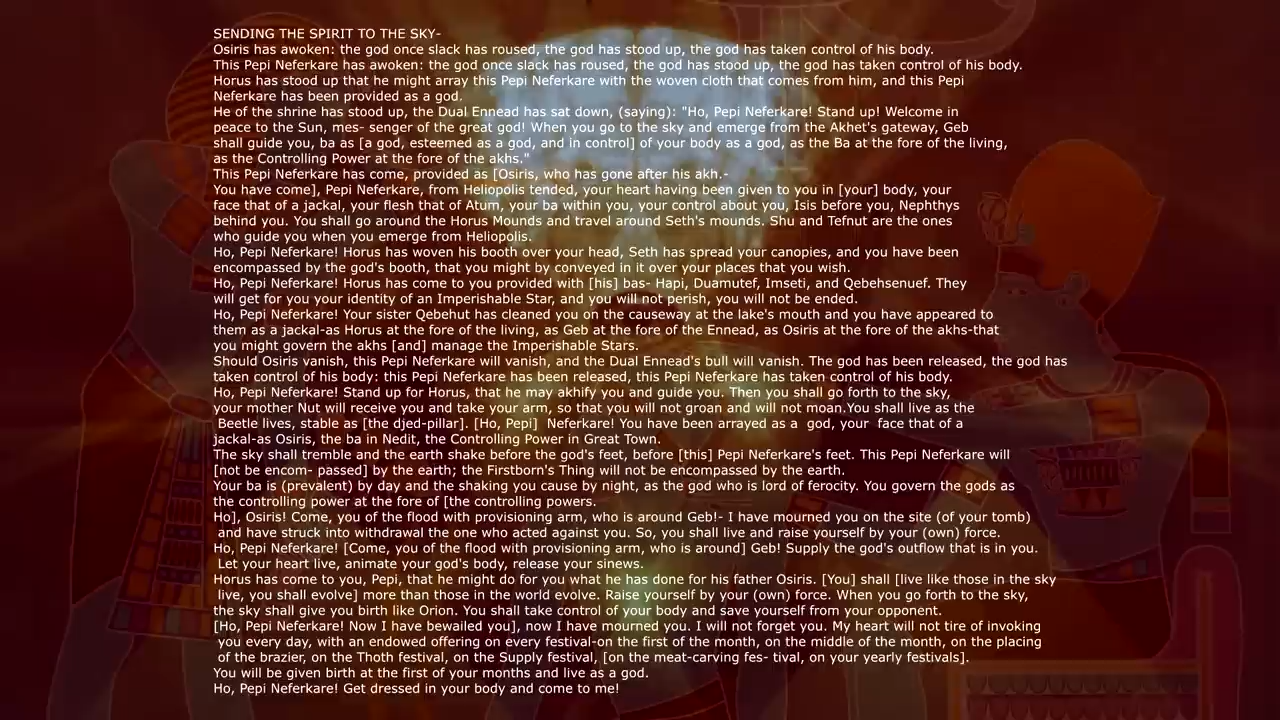 SENDING THE SPIRIT TO THE SKY-
Osiris has awoken: the god once slack has roused, the god has stood up, the god has taken control of his body.
This Pepi Neferkare has awoken: the god once slack has roused, the god has stood up, the god has taken control of his body.
Horus has stood up that he might array this Pepi Neferkare with the woven cloth that comes from him, and this Pepi
Neferkare has been provided as a god.
He of the shrine has stood up, the Dual Ennead has sat down, (saying): "Ho, Pepi Neferkare! Stand up! Welcome in
peace to the Sun, mes- senger of the great god! When you go to the sky and emerge from the Akhet's gateway, Geb
shall guide you, ba as [a god, esteemed as a god, and in control] of your body as a god, as the Ba at the fore of the living,
as the Controlling Power at the fore of the akhs."
This Pepi Neferkare has come, provided as [Osiris, who has gone after his akh.-
You have come], Pepi Neferkare, from Heliopolis tended, your heart having been given to you in [your] body, your
face that of a jackal, your flesh that of Atum, your ba within you, your control about you, Isis before you, Nephthys
behind you. You shall go around the Horus Mounds and travel around Seth's mounds. Shu and Tefnut are the ones
who guide you when you emerge from Heliopolis.
Ho, Pepi Neferkare! Horus has woven his booth over your head, Seth has spread your canopies, and you have been
encompassed by the god's booth, that you might by conveyed in it over your places that you wish.
Ho, Pepi Neferkare! Horus has come to you provided with [his] bas- Hapi, Duamutef, Imseti, and Qebehsenuef. They
will get for you your identity of an Imperishable Star, and you will not perish, you will not be ended.
Ho, Pepi Neferkare! Your sister Qebehut has cleaned you on the causeway at the lake's mouth and you have appeared to
them as a jackal-as Horus at the fore of the living, as Geb at the fore of the Ennead, as Osiris at the fore of the akhs-that
you might govern the akhs [and] manage the Imperishable Stars.
Should Osiris vanish, this Pepi Neferkare will vanish, and the Dual Ennead's bull will vanish. The god has been released, the god has
taken control of his body: this Pepi Neferkare has been released, this Pepi Neferkare has taken control of his body.
Ho, Pepi Neferkare! Stand up for Horus, that he may akhify you and guide you. Then you shall go forth to the sky,
your mother Nut will receive you and take your arm, so that you will not groan and will not moan.You shall live as the
Beetle lives, stable as [the djed-pillar]. [Ho, Pepi] Neferkare! You have been arrayed as a god, your face that of a
jackal-as Osiris, the ba in Nedit, the Controlling Power in Great Town.
The sky shall tremble and the earth shake before the god's feet, before [this] Pepi Neferkare's feet. This Pepi Neferkare will
[not be encom- passed] by the earth; the Firstborn's Thing will not be encompassed by the earth.
Your ba is (prevalent) by day and the shaking you cause by night, as the god who is lord of ferocity. You govern the gods as
the controlling power at the fore of [the controlling powers.
Ho], Osiris! Come, you of the flood with provisioning arm, who is around Geb!- I have mourned you on the site (of your tomb)
and have struck into withdrawal the one who acted against you. So, you shall live and raise yourself by your (own) force.
Ho, Pepi Neferkare! [Come, you of the flood with provisioning arm, who is around] Geb! Supply the god's outflow that is in you.
Let your heart live, animate your god's body, release your sinews.
Horus has come to you, Pepi, that he might do for you what he has done for his father Osiris. [You] shall [live like those in the sky
live, you shall evolve] more than those in the world evolve. Raise yourself by your (own) force. When you go forth to the sky,
the sky shall give you birth like Orion. You shall take control of your body and save yourself from your opponent.
[Ho, Pepi Neferkare! Now I have bewailed you], now I have mourned you. I will not forget you. My heart will not tire of invoking
you every day, with an endowed offering on every festival-on the first of the month, on the middle of the month, on the placing
of the brazier, on the Thoth festival, on the Supply festival, [on the meat-carving fes- tival, on your yearly festivals].
You will be given birth at the first of your months and live as a god.
Ho, Pepi Neferkare! Get dressed in your body and come to me!